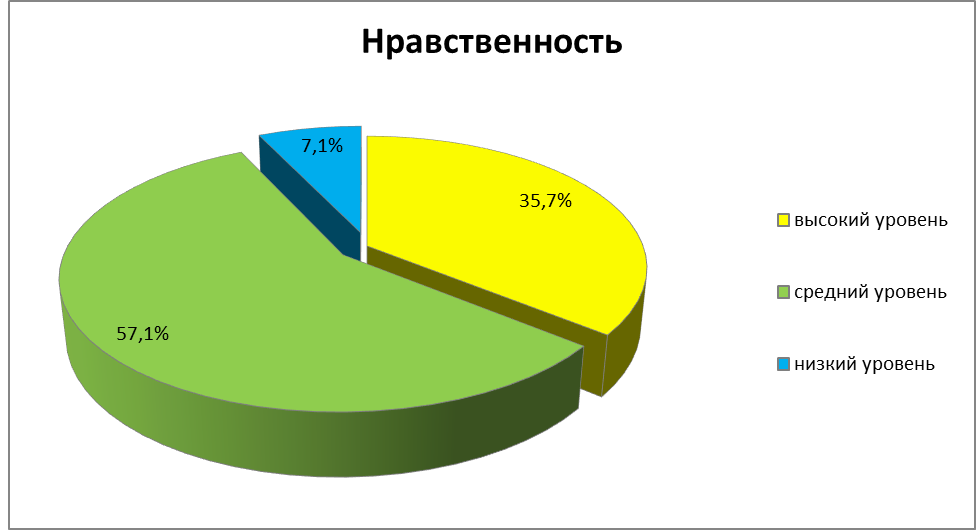 Нравственность
7,1%
35,7%
57,1%
высокий уровень
средний уровень
низкий уровень